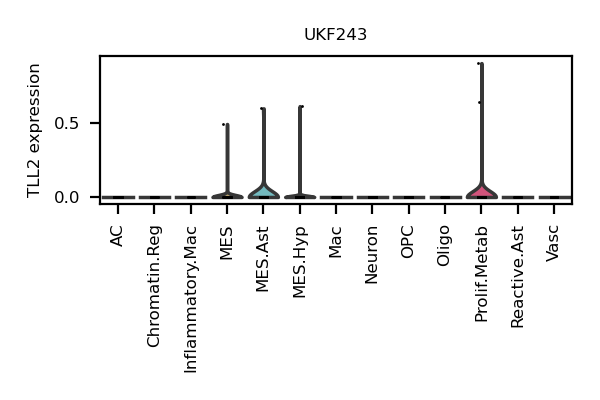 UKF243
TLL2 expression
0.5
0.0
AC
Chromatin.Reg
Inflammatory.Mac
MES
MES.Ast
MES.Hyp
Mac
Neuron
OPC
Oligo
Prolif.Metab
Reactive.Ast
Vasc